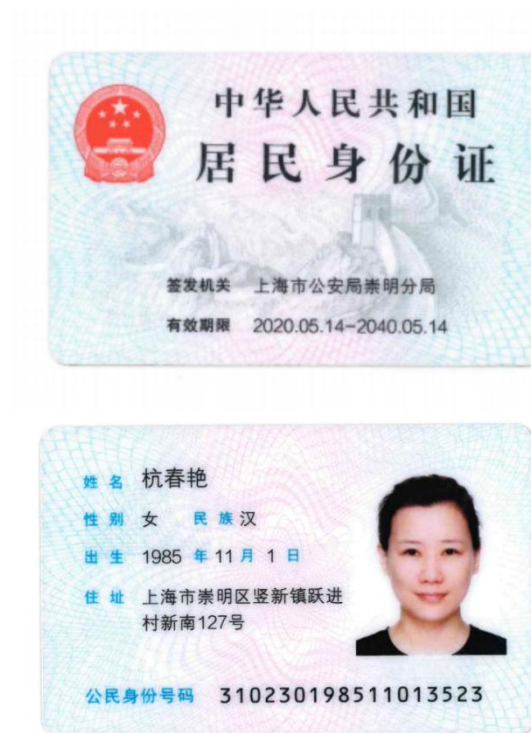 中华人民共和国
居民身份证
签发机关 上海市公安局崇明分局
有效期限 2020.05.14-2040.05.14
姓名 杭春艳
性别 女 民族 汉
出生 1985 年 11 月 1 日
住址 上海市崇明区竖新镇跃进
村新南127号
公民身份号码 310230198511013523